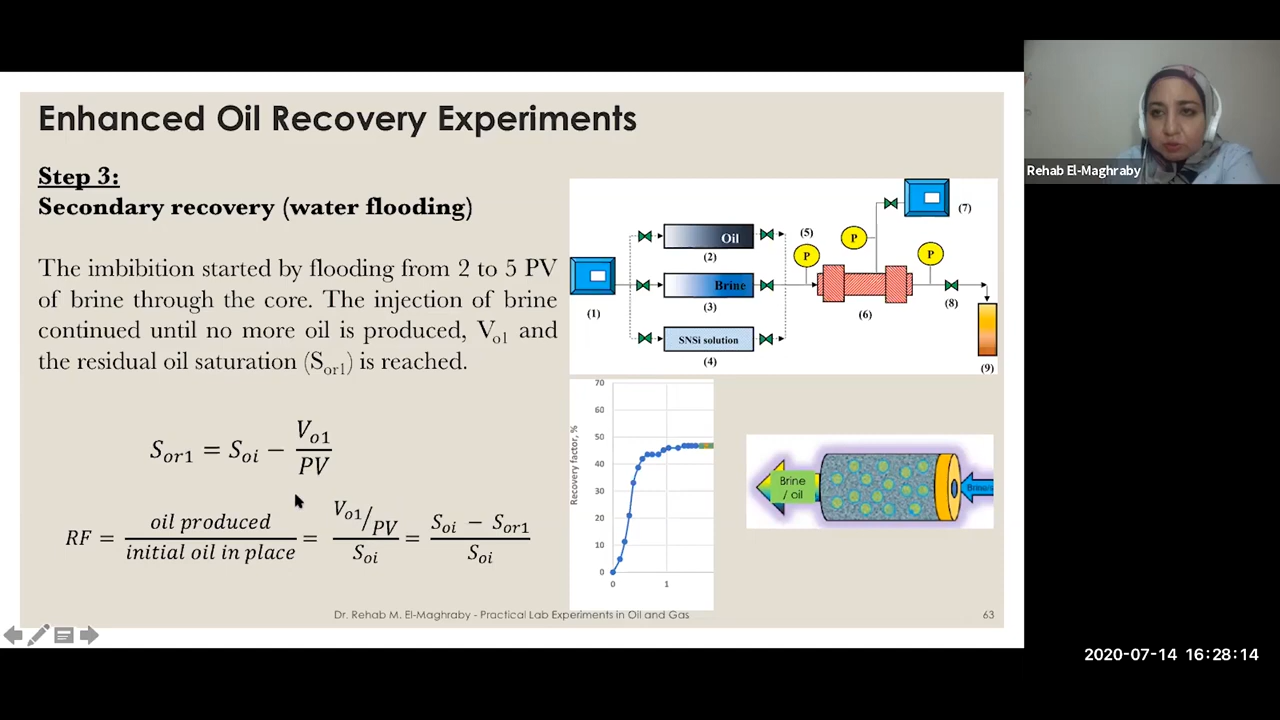 Enhanced Oil Recovery Experiments
Step 3:
Secondary recovery (water flooding)
The imbibition started by flooding from 2 to 5 PV
of brine through the core. The injection of brine
continued until no more oil is produced, Vo1 and
the residual oil saturation (Sor1) is reached.
Sor1 = Soi − Vo1/PV
RF = oil produced / initial oil in place = (Vo1/PV) / Soi = (Soi − Sor1) / Soi
Oil
(2)
Brine
(3)
SNSi solution
(4)
(1)
(5)
P
P
(7)
P
(6)
(8)
(9)
Recovery factor, %
70
60
50
40
30
20
10
0
0
1
Brine
/ oil
Dr. Rehab M. El-Maghraby - Practical Lab Experiments in Oil and Gas
63
Rehab El-Maghraby
2020-07-14 16:28:14